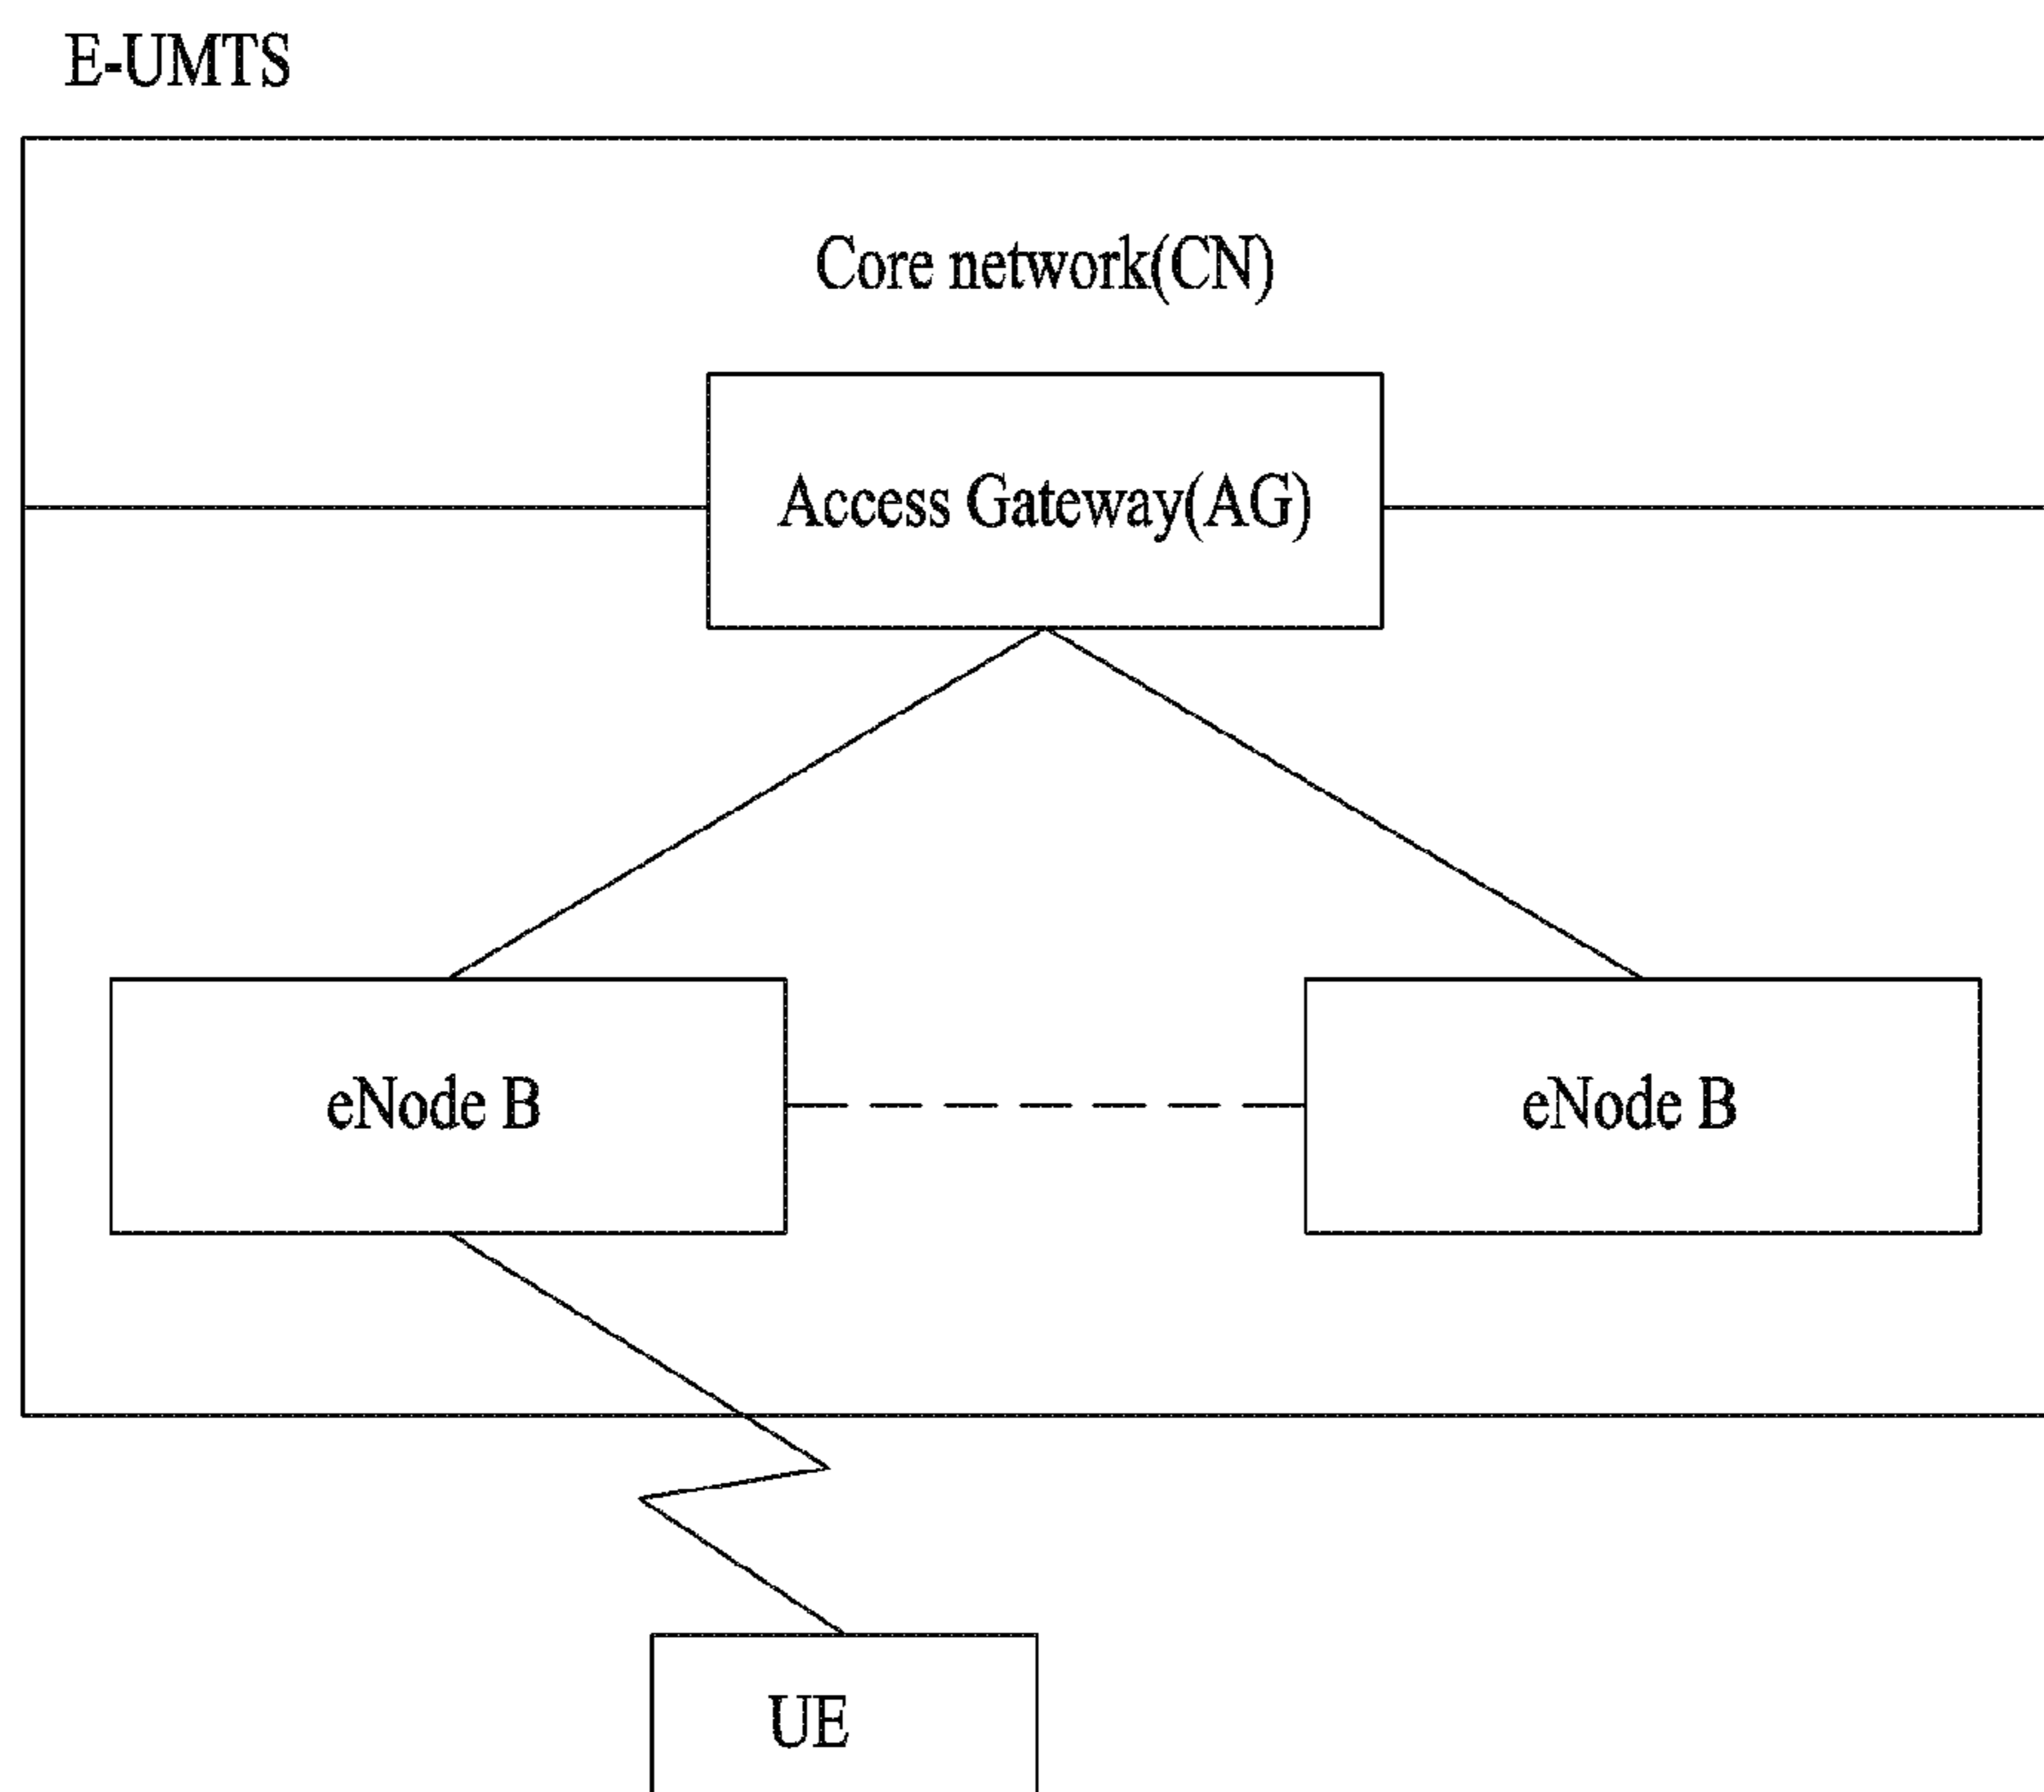 E-UMTS
Core network(CN)
Access Gateway(AG)
eNode B
eNode B
UE